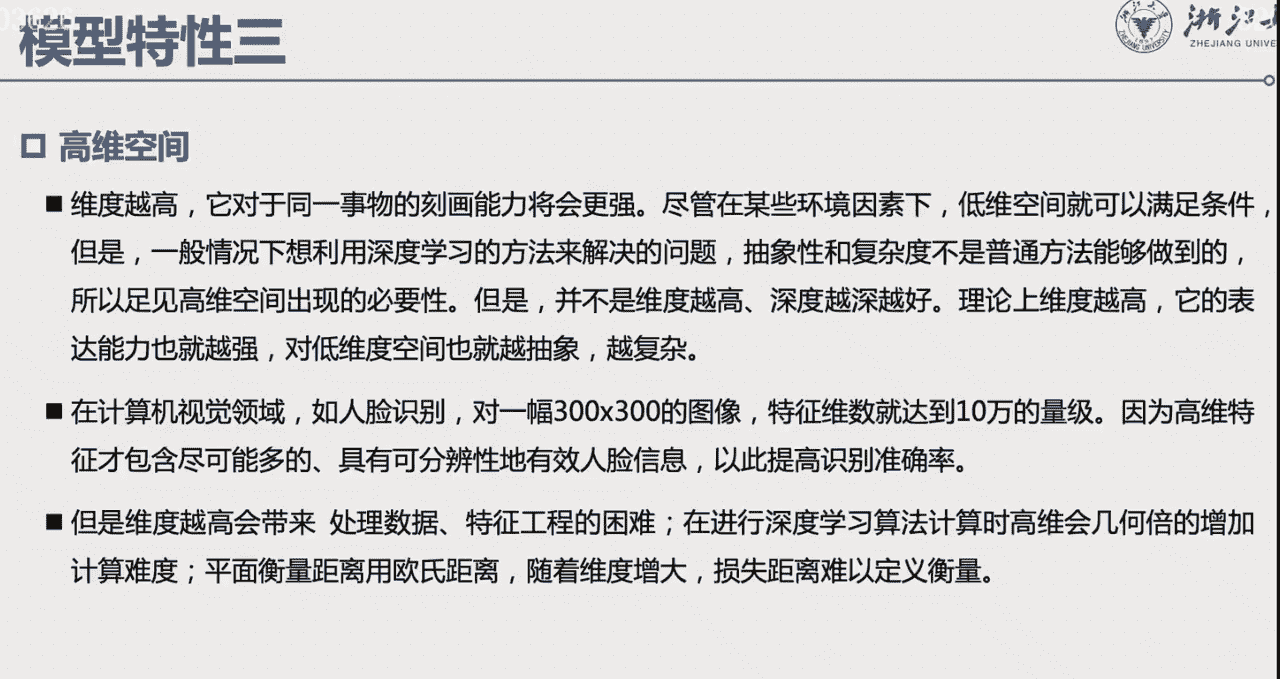 模型特性三
ZHEJIANG UNIVE
高维空间
维度越高，它对于同一事物的刻画能力将会更强。尽管在某些环境因素下，低维空间就可以满足条件，
但是，一般情况下想利用深度学习的方法来解决的问题，抽象性和复杂度不是普通方法能够做到的，
所以足见高维空间出现的必要性。但是，并不是维度越高、深度越深越好。理论上维度越高，它的表
达能力也就越强，对低维度空间也就越抽象，越复杂。
在计算机视觉领域，如人脸识别，对一幅300x300的图像，特征维数就达到10万的量级。因为高维特
征才包含尽可能多的、具有可分辨性地有效人脸信息，以此提高识别准确率。
但是维度越高会带来 处理数据、特征工程的困难；在进行深度学习算法计算时高维会几何倍的增加
计算难度；平面衡量距离用欧氏距离，随着维度增大，损失距离难以定义衡量。